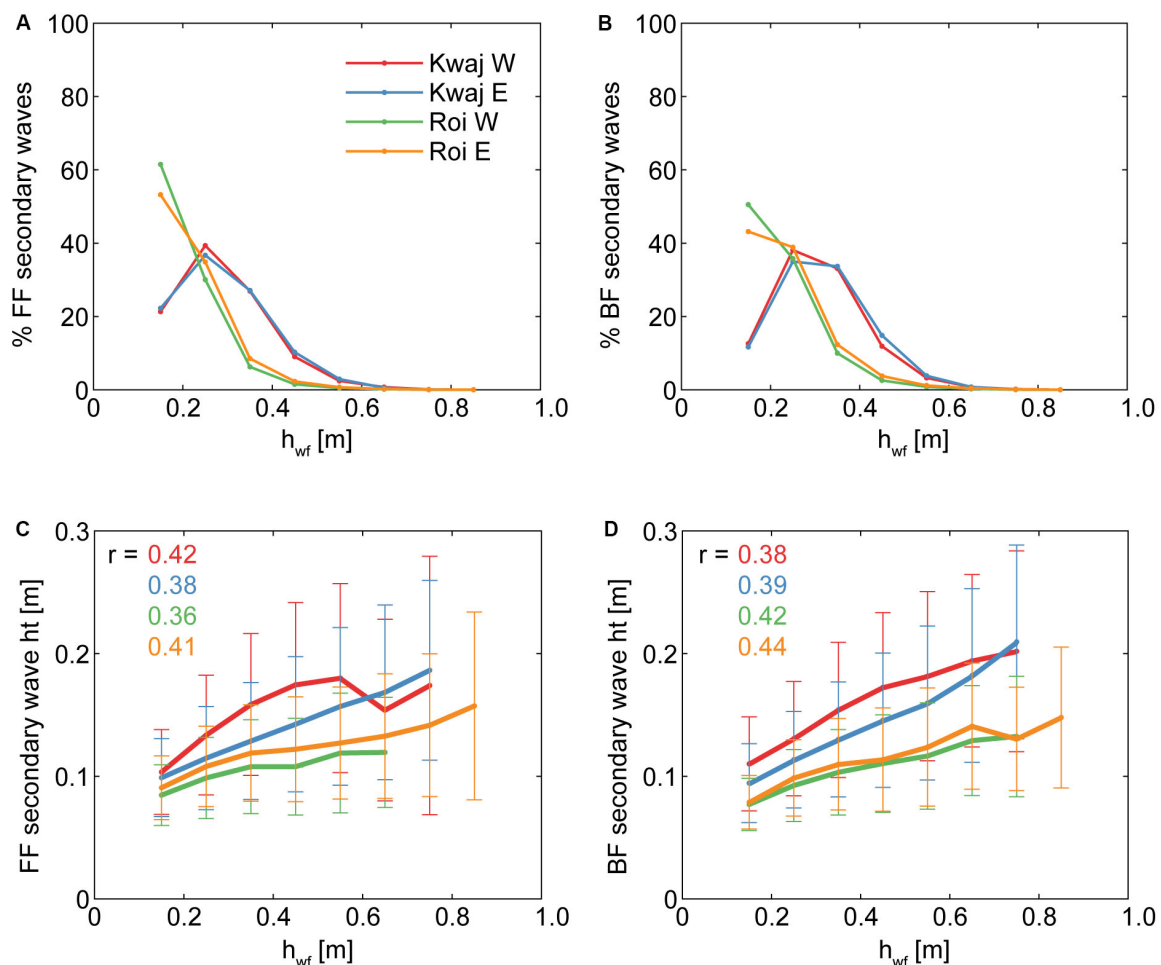 A
% FF secondary waves
100
80
60
40
20
0
Kwaj W
Kwaj E
Roi W
Roi E
0 0.2 0.4 0.6 0.8 1.0
h_wf [m]
B
% BF secondary waves
100
80
60
40
20
0
0 0.2 0.4 0.6 0.8 1.0
h_wf [m]
C
FF secondary wave ht [m]
0.3
0.2
0.1
0
r = 0.42
0.38
0.36
0.41
0 0.2 0.4 0.6 0.8 1.0
h_wf [m]
D
BF secondary wave ht [m]
0.3
0.2
0.1
0
r = 0.38
0.39
0.42
0.44
0 0.2 0.4 0.6 0.8 1.0
h_wf [m]